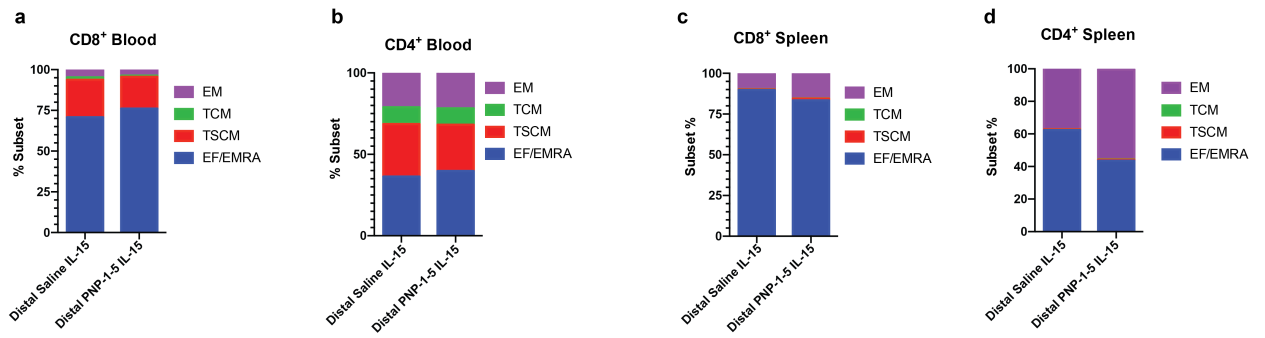 a
CD8+ Blood
% Subset
100
75
50
25
0
Distal Saline IL-15
Distal PNP-1-5 IL-15
EM
TCM
TSCM
EF/EMRA
b
CD4+ Blood
% Subset
100
50
0
Distal Saline IL-15
Distal PNP-1-5 IL-15
EM
TCM
TSCM
EF/EMRA
c
CD8+ Spleen
Subset %
100
75
50
25
0
Distal Saline IL-15
Distal PNP-1-5 IL-15
EM
TCM
TSCM
EF/EMRA
d
CD4+ Spleen
Subset %
100
80
60
40
20
0
Distal Saline IL-15
Distal PNP-1-5 IL-15
EM
TCM
TSCM
EF/EMRA